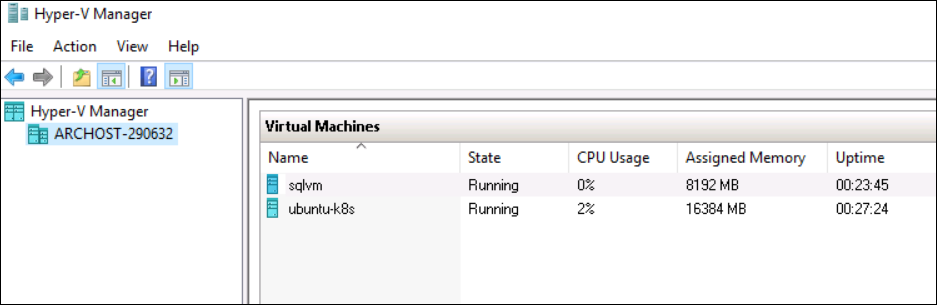 Hyper-V Manager
File Action View Help
Hyper-V Manager
ARCHOST-290632
Virtual Machines
Name State CPU Usage Assigned Memory Uptime
sqlvm Running 0% 8192 MB 00:23:45
ubuntu-k8s Running 2% 16384 MB 00:27:24